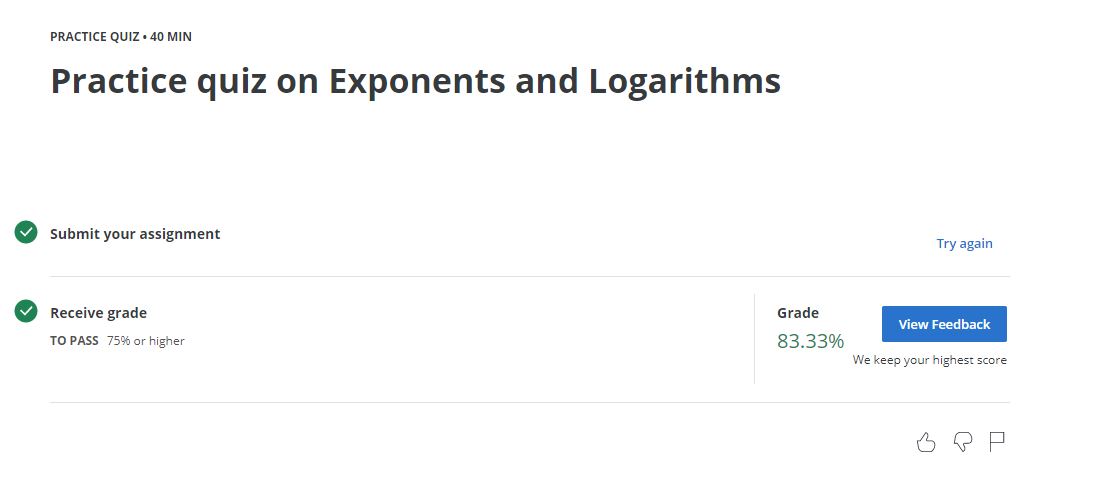 PRACTICE QUIZ • 40 MIN
Practice quiz on Exponents and Logarithms
Submit your assignment
Try again
Receive grade
TO PASS 75% or higher
Grade
83.33%
View Feedback
We keep your highest score